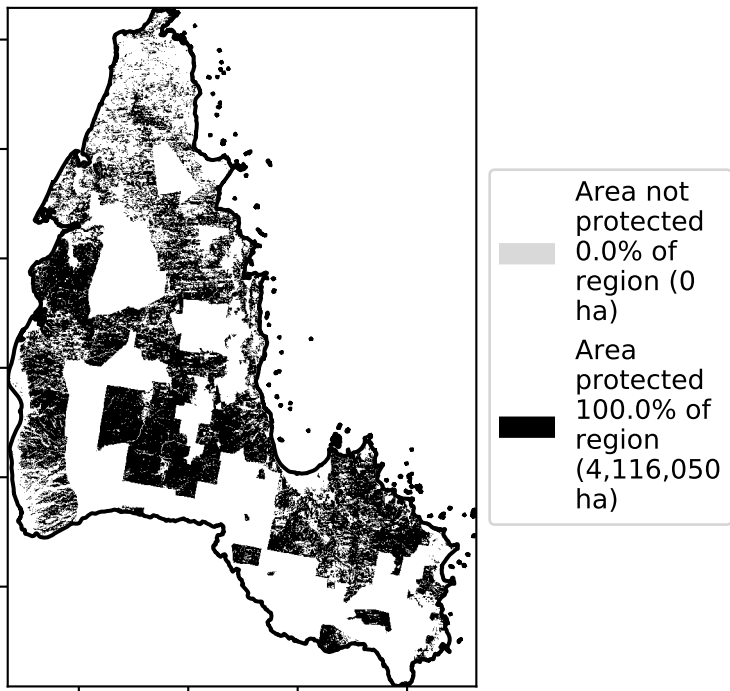 Area not
protected
0.0% of
region (0
ha)
Area
protected
100.0% of
region
(4,116,050
ha)